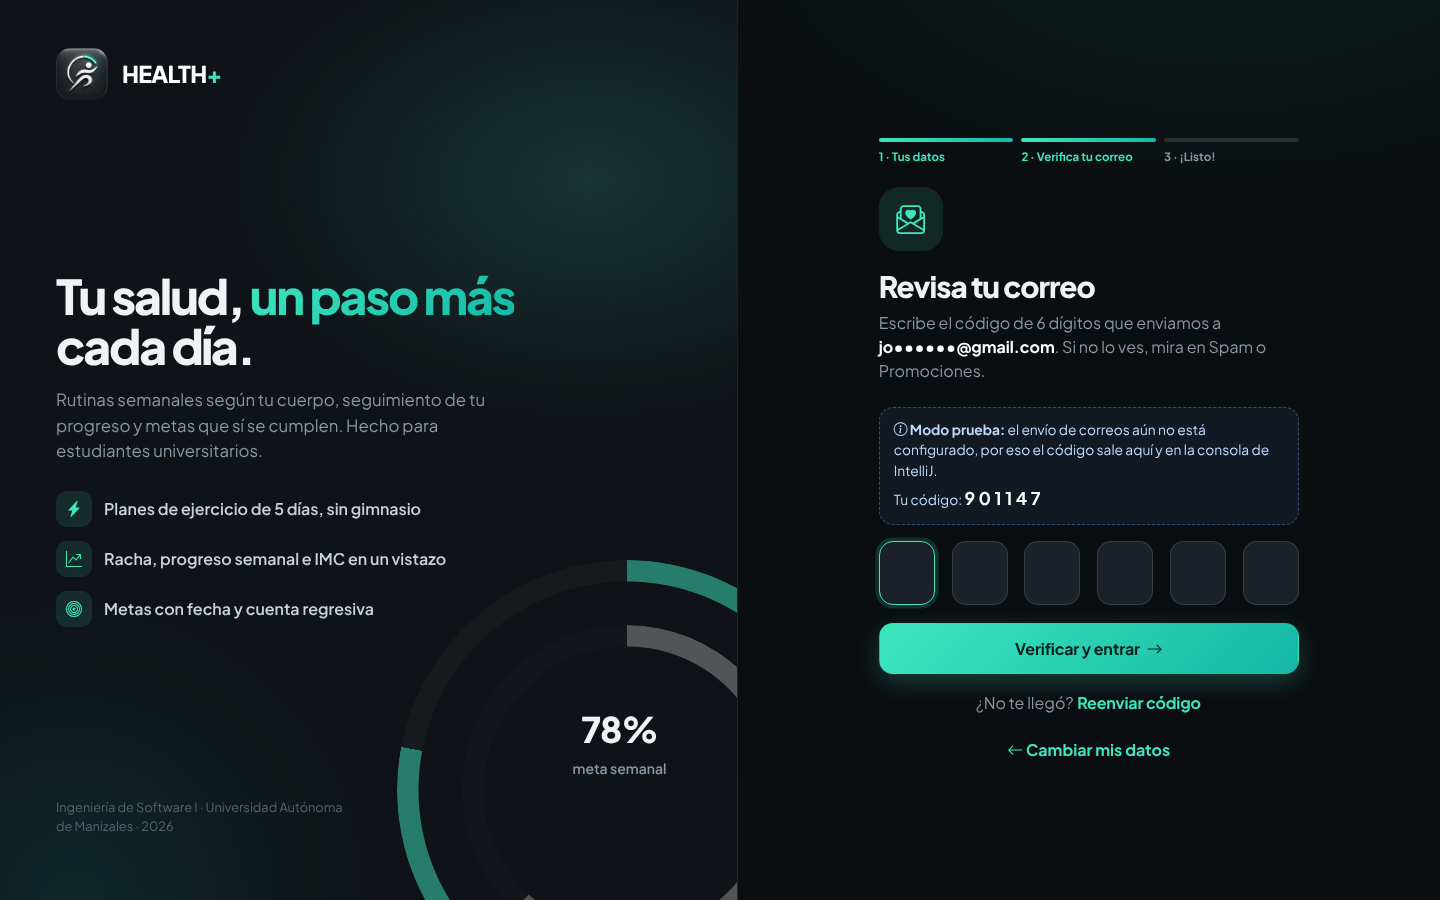 HEALTH+
Tu salud, un paso más
cada día.
Rutinas semanales según tu cuerpo, seguimiento de tu
progreso y metas que sí se cumplen. Hecho para
estudiantes universitarios.
Planes de ejercicio de 5 días, sin gimnasio
Racha, progreso semanal e IMC en un vistazo
Metas con fecha y cuenta regresiva
78%
meta semanal
Ingeniería de Software I · Universidad Autónoma
de Manizales · 2026
1 · Tus datos
2 · Verifica tu correo
3 · ¡Listo!
Revisa tu correo
Escribe el código de 6 dígitos que enviamos a
jo••••••@gmail.com. Si no lo ves, mira en Spam o
Promociones.
Modo prueba: el envío de correos aún no está
configurado, por eso el código sale aquí y en la consola de
IntelliJ.
Tu código: 901147
Verificar y entrar →
¿No te llegó? Reenviar código
← Cambiar mis datos